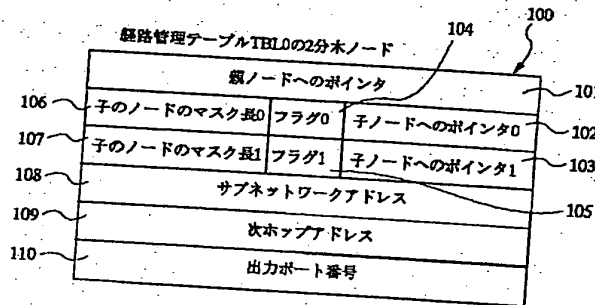 100
経路管理テーブルTBL0の2分木ノード
104
親ノードへのポインタ
101
106
子のノードのマスク長0 フラグ0 子ノードへのポインタ0
102
107
子のノードのマスク長1 フラグ1 子ノードへのポインタ1
103
108
サブネットワークアドレス
105
109
次ホップアドレス
110
出力ポート番号